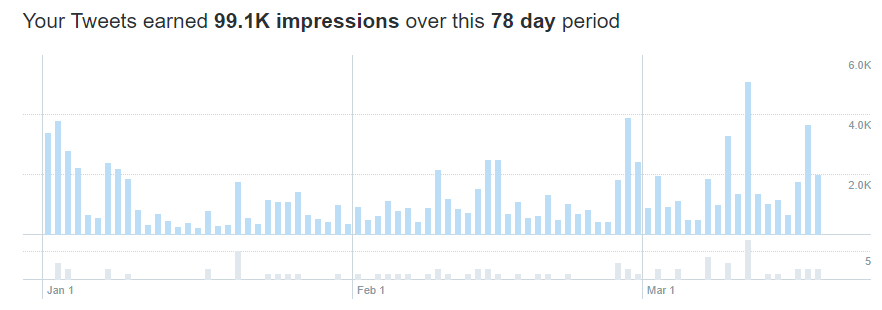 Your Tweets earned 99.1K impressions over this 78 day period
6.0K
4.0K
2.0K
5
Jan 1
Feb 1
Mar 1